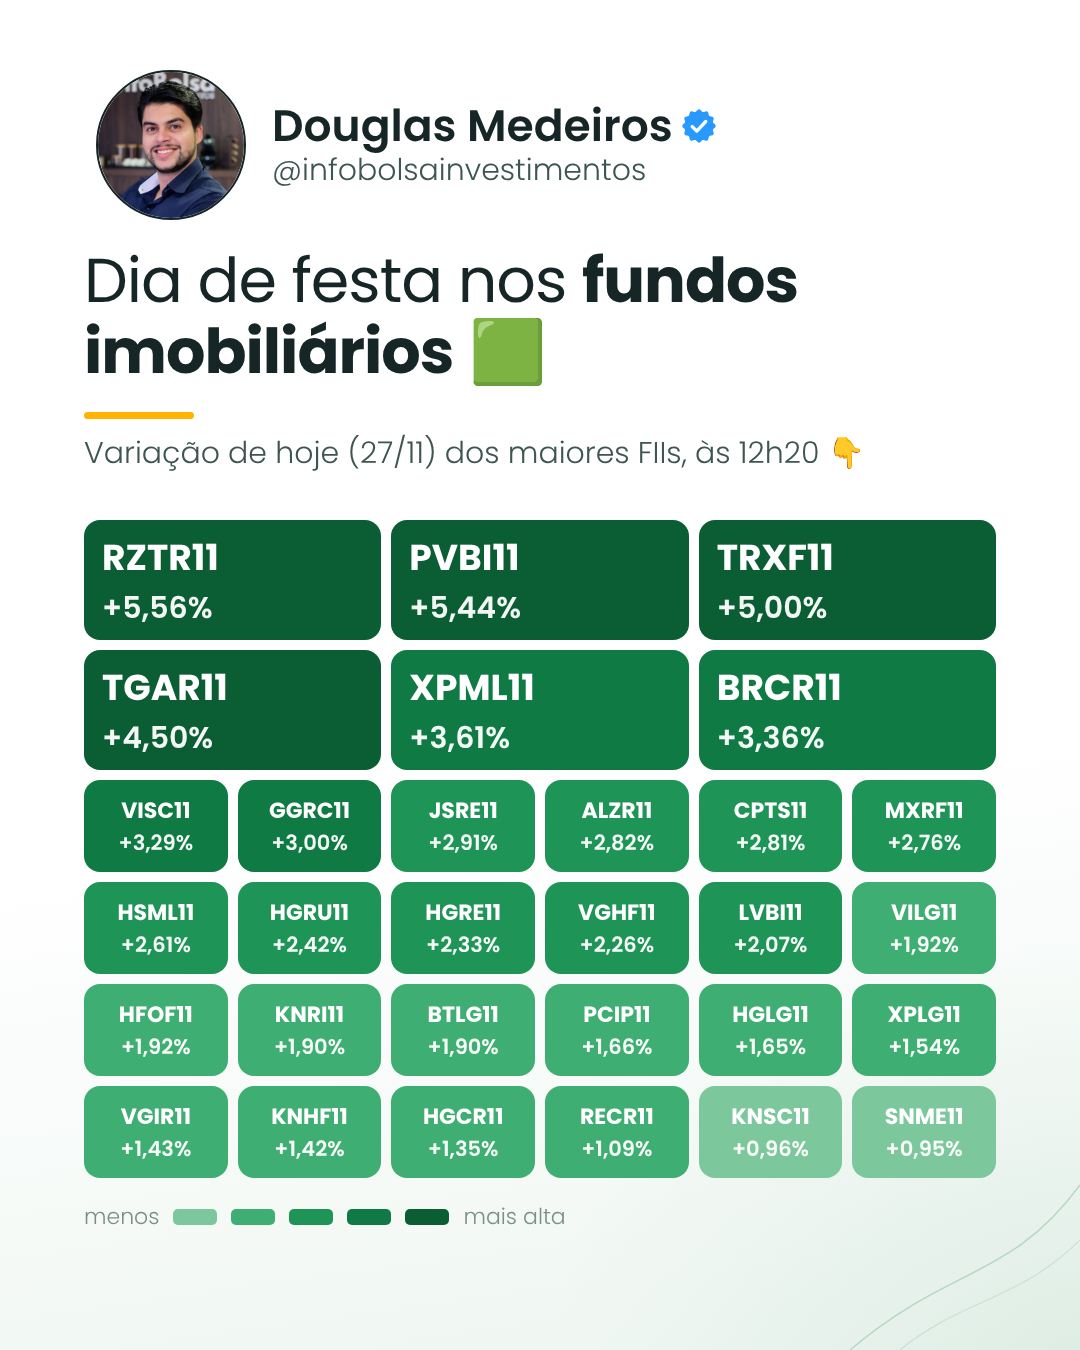 Douglas Medeiros
@infobolsainvestimentos
Dia de festa nos fundos
imobiliários
Variação de hoje (27/11) dos maiores FIIs, às 12h20
RZTR11
+5,56%
PVBI11
+5,44%
TRXF11
+5,00%
TGAR11
+4,50%
XPML11
+3,61%
BRCR11
+3,36%
VISC11
+3,29%
GGRC11
+3,00%
JSRE11
+2,91%
ALZR11
+2,82%
CPTS11
+2,81%
MXRF11
+2,76%
HSML11
+2,61%
HGRU11
+2,42%
HGRE11
+2,33%
VGHF11
+2,26%
LVBI11
+2,07%
VILG11
+1,92%
HFOF11
+1,92%
KNRI11
+1,90%
BTLG11
+1,90%
PCIP11
+1,66%
HGLG11
+1,65%
XPLG11
+1,54%
VGIR11
+1,43%
KNHF11
+1,42%
HGCR11
+1,35%
RECR11
+1,09%
KNSC11
+0,96%
SNME11
+0,95%
menos
mais alta